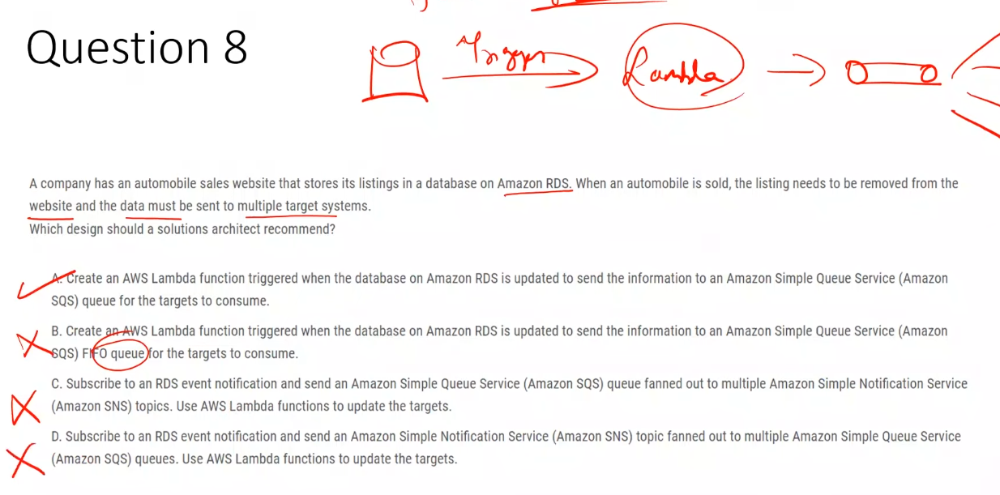 Question 8
Trigger
Lambda
A company has an automobile sales website that stores its listings in a database on Amazon RDS. When an automobile is sold, the listing needs to be removed from the
website and the data must be sent to multiple target systems.
Which design should a solutions architect recommend?
A. Create an AWS Lambda function triggered when the database on Amazon RDS is updated to send the information to an Amazon Simple Queue Service (Amazon
SQS) queue for the targets to consume.
B. Create an AWS Lambda function triggered when the database on Amazon RDS is updated to send the information to an Amazon Simple Queue Service (Amazon
SQS) FIFO queue for the targets to consume.
C. Subscribe to an RDS event notification and send an Amazon Simple Queue Service (Amazon SQS) queue fanned out to multiple Amazon Simple Notification Service
(Amazon SNS) topics. Use AWS Lambda functions to update the targets.
D. Subscribe to an RDS event notification and send an Amazon Simple Notification Service (Amazon SNS) topic fanned out to multiple Amazon Simple Queue Service
(Amazon SQS) queues. Use AWS Lambda functions to update the targets.